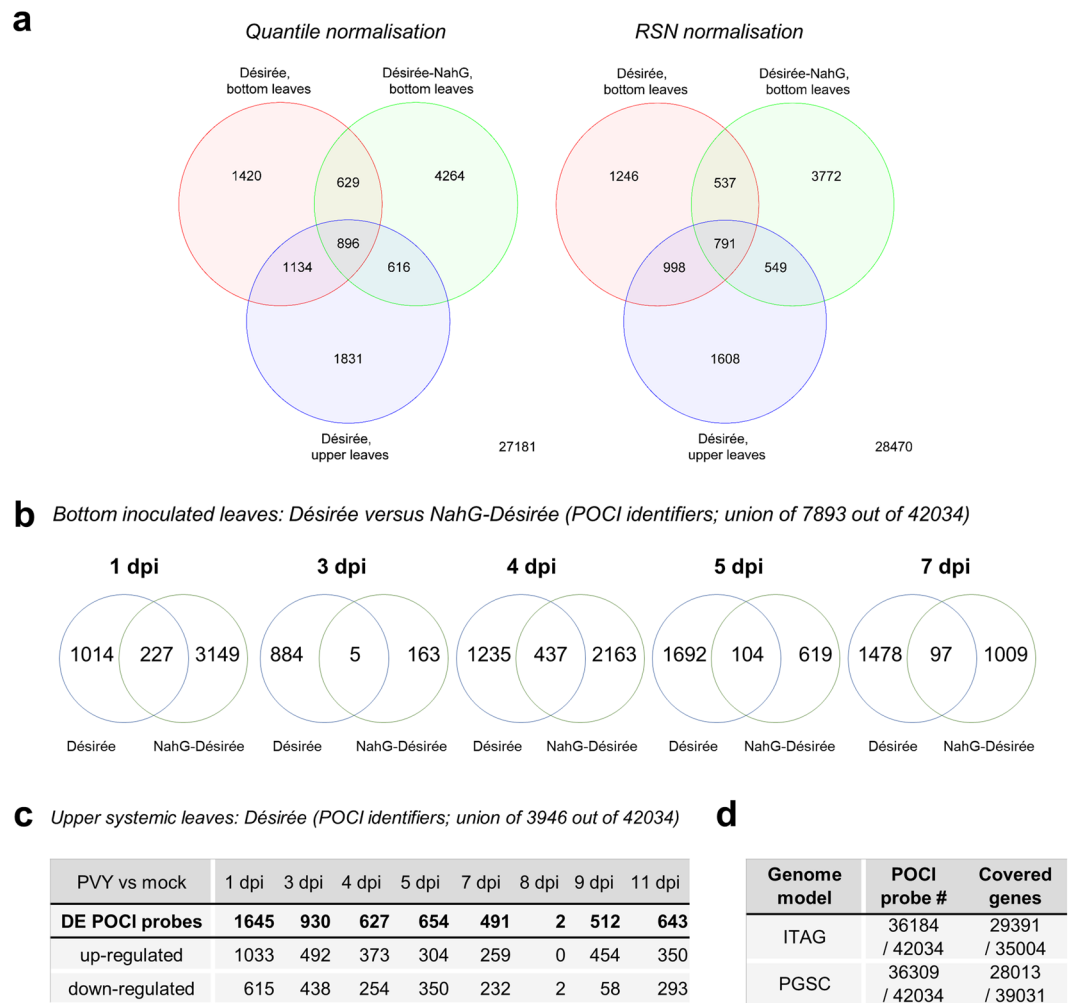 a
Quantile normalisation
RSN normalisation
Désirée,
bottom leaves
Désirée-NahG,
bottom leaves
Désirée,
bottom leaves
Désirée-NahG,
bottom leaves
1420
629
4264
1246
537
3772
896
791
1134
616
998
549
1831
1608
Désirée,
upper leaves
27181
Désirée,
upper leaves
28470
b Bottom inoculated leaves: Désirée versus NahG-Désirée (POCI identifiers; union of 7893 out of 42034)
1 dpi 3 dpi 4 dpi 5 dpi 7 dpi
1014 227 3149 884 5 163 1235 437 2163 1692 104 619 1478 97 1009
Désirée NahG-Désirée Désirée NahG-Désirée Désirée NahG-Désirée Désirée NahG-Désirée Désirée NahG-Désirée
c Upper systemic leaves: Désirée (POCI identifiers; union of 3946 out of 42034)
PVY vs mock 1 dpi 3 dpi 4 dpi 5 dpi 7 dpi 8 dpi 9 dpi 11 dpi
DE POCI probes 1645 930 627 654 491 2 512 643
up-regulated 1033 492 373 304 259 0 454 350
down-regulated 615 438 254 350 232 2 58 293
d
Genome
model
POCI
probe #
Covered
genes
ITAG
36184
/ 42034
29391
/ 35004
PGSC
36309
/ 42034
28013
/ 39031